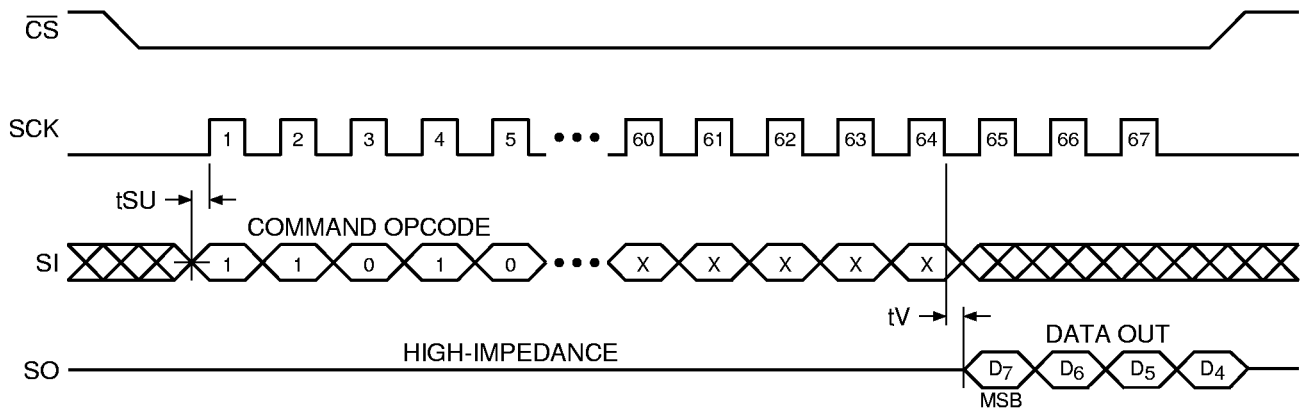 CS
SCK 1 2 3 4 5 ••• 60 61 62 63 64 65 66 67
tSU
COMMAND OPCODE
SI 1 1 0 1 0 ••• X X X X X
tV
DATA OUT
HIGH-IMPEDANCE
SO D7 D6 D5 D4
MSB